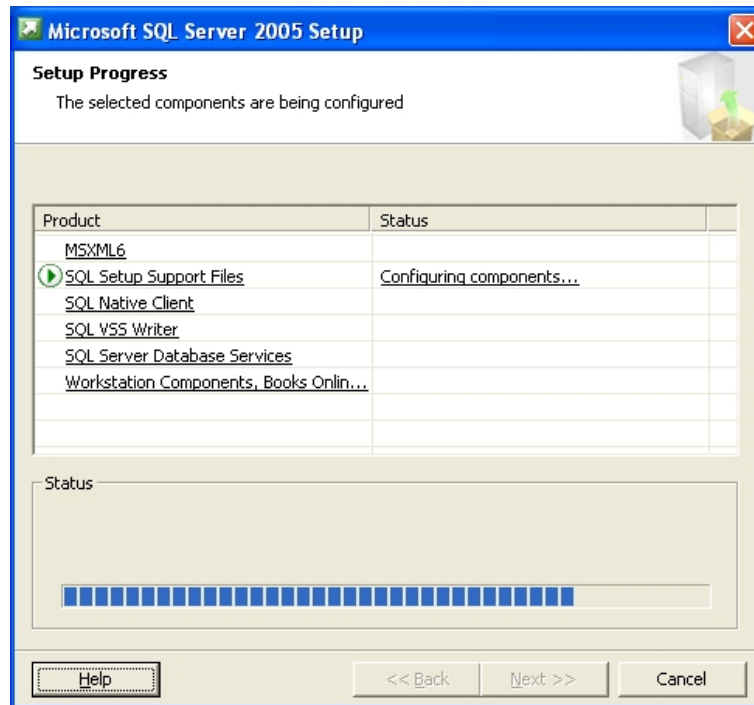 Microsoft SQL Server 2005 Setup
Setup Progress
The selected components are being configured
Product Status
MSXML6
SQL Setup Support Files Configuring components...
SQL Native Client
SQL VSS Writer
SQL Server Database Services
Workstation Components, Books Onlin...
Status
Help << Back Next >> Cancel